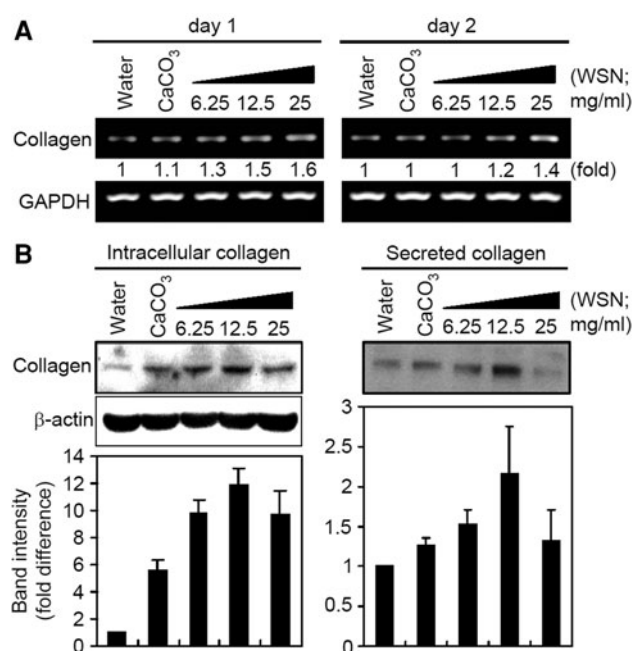 A
day 1 day 2
Water CaCO₃ 6.25 12.5 25 Water CaCO₃ 6.25 12.5 25 (WSN; mg/ml)
Collagen
1 1.1 1.3 1.5 1.6 1 1 1 1.2 1.4 (fold)
GAPDH
B
Intracellular collagen Secreted collagen
Water CaCO₃ 6.25 12.5 25 Water CaCO₃ 6.25 12.5 25 (WSN; mg/ml)
Collagen
β-actin
Band intensity
(fold difference)
14
12
10
8
6
4
2
0
3
2.5
2
1.5
1
0.5
0